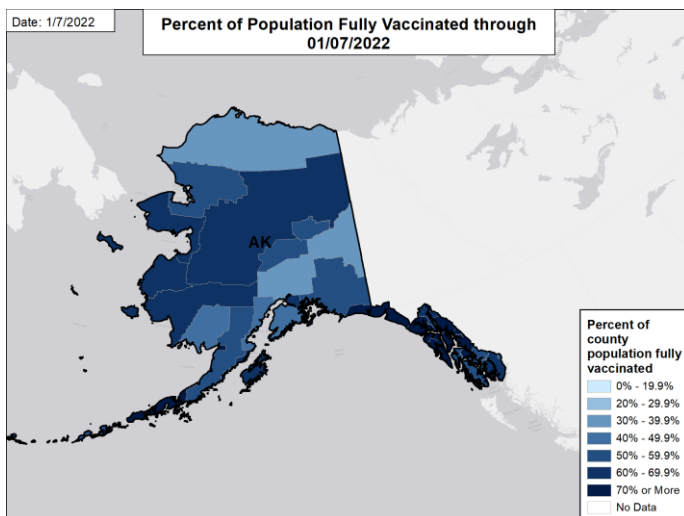 Date: 1/7/2022
Percent of Population Fully Vaccinated through
01/07/2022
AK
Percent of
county
population fully
vaccinated
0% - 19.9%
20% - 29.9%
30% - 39.9%
40% - 49.9%
50% - 59.9%
60% - 69.9%
70% or More
No Data